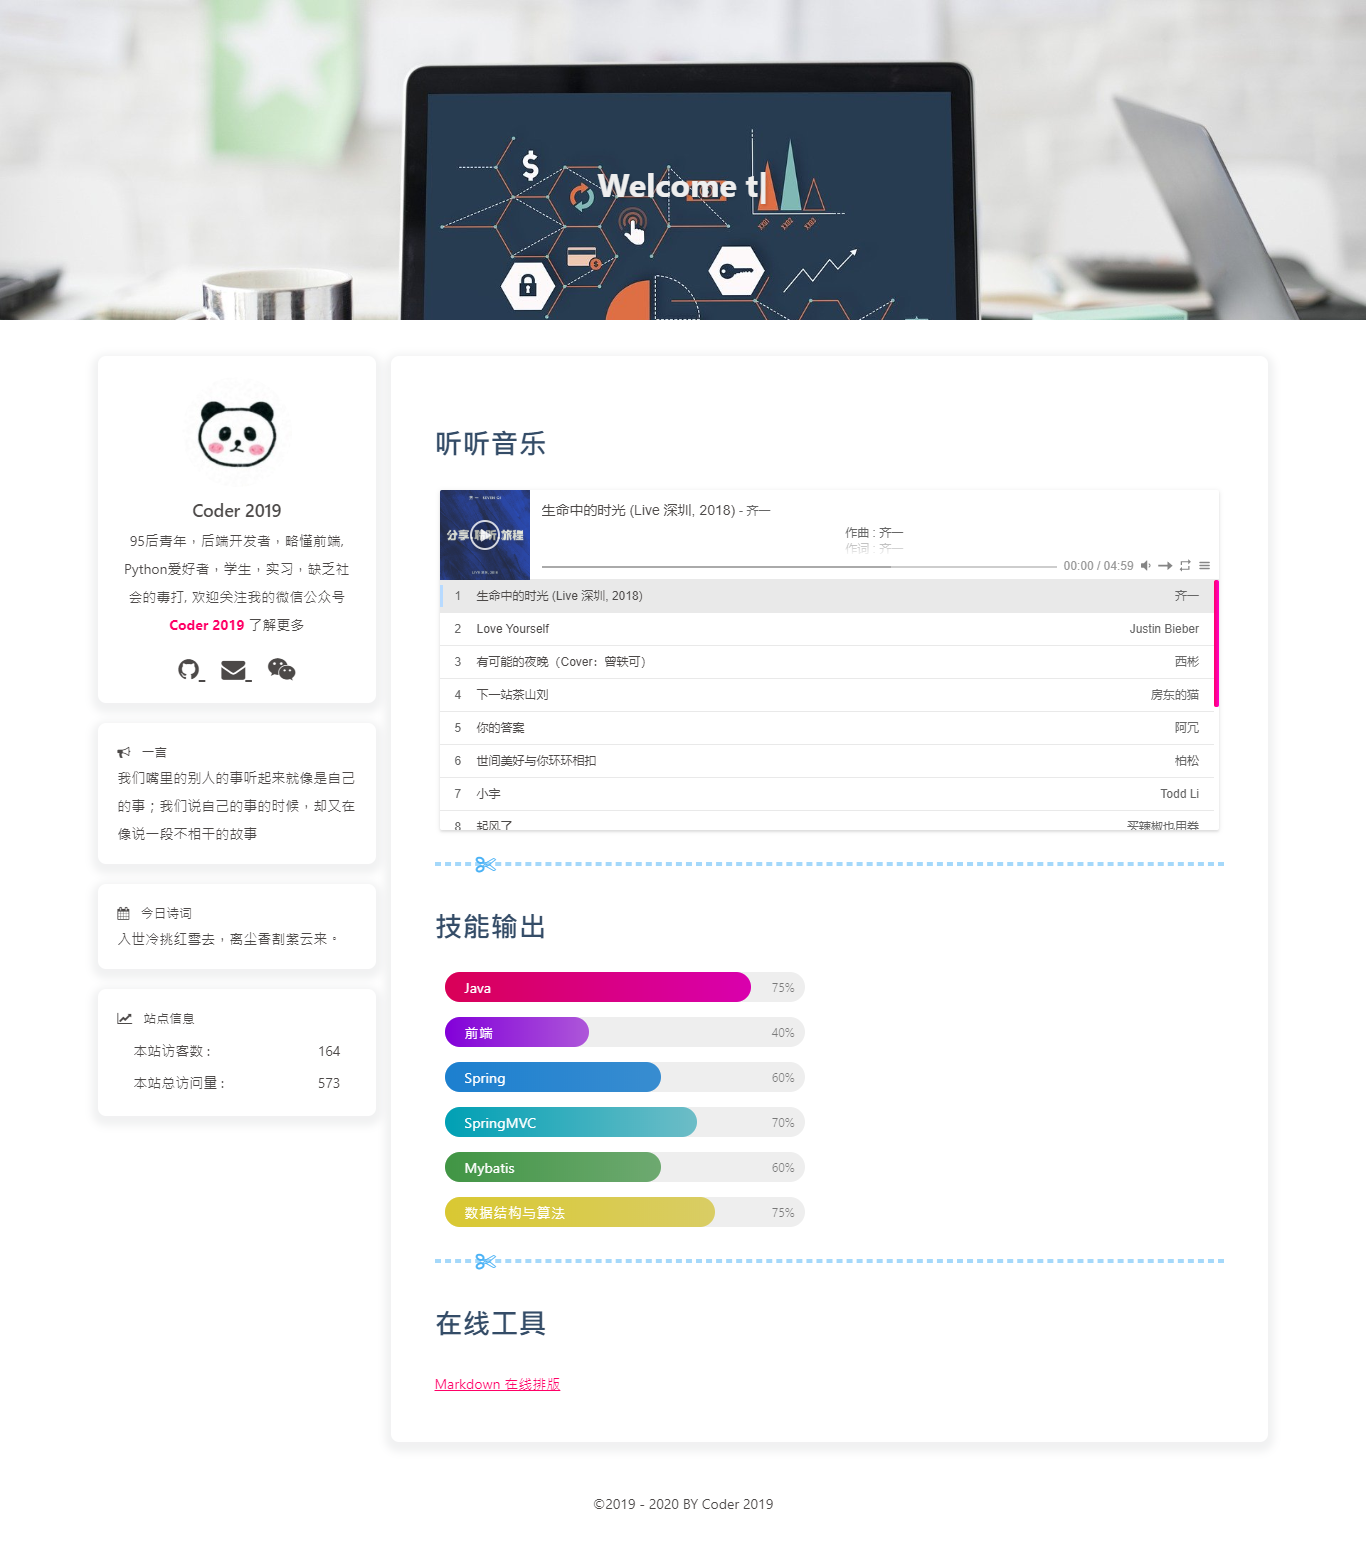 Welcome t|
Coder 2019
95后青年，后端开发者，略懂前端,
Python爱好者，学生，实习，缺乏社
会的毒打, 欢迎关注我的微信公众号
Coder 2019 了解更多
一言
我们嘴里的别人的事听起来就像是自己
的事；我们说自己的事的时候，却又在
像说一段不相干的故事
今日诗词
入世冷挑红雪去，离尘香割紫云来。
站点信息
本站访客数 : 164
本站总访问量 : 573
听听音乐
分享.聆听.旅程
生命中的时光 (Live 深圳, 2018) - 齐一
作曲 : 齐一
作词 : 齐一
00:00 / 04:59
1 生命中的时光 (Live 深圳, 2018) 齐一
2 Love Yourself Justin Bieber
3 有可能的夜晚（Cover：曾轶可） 西彬
4 下一站茶山刘 房东的猫
5 你的答案 阿冗
6 世间美好与你环环相扣 柏松
7 小宇 Todd Li
8 起风了 买辣椒也用券
技能输出
Java 75%
前端 40%
Spring 60%
SpringMVC 70%
Mybatis 60%
数据结构与算法 75%
在线工具
Markdown 在线排版
©2019 - 2020 BY Coder 2019